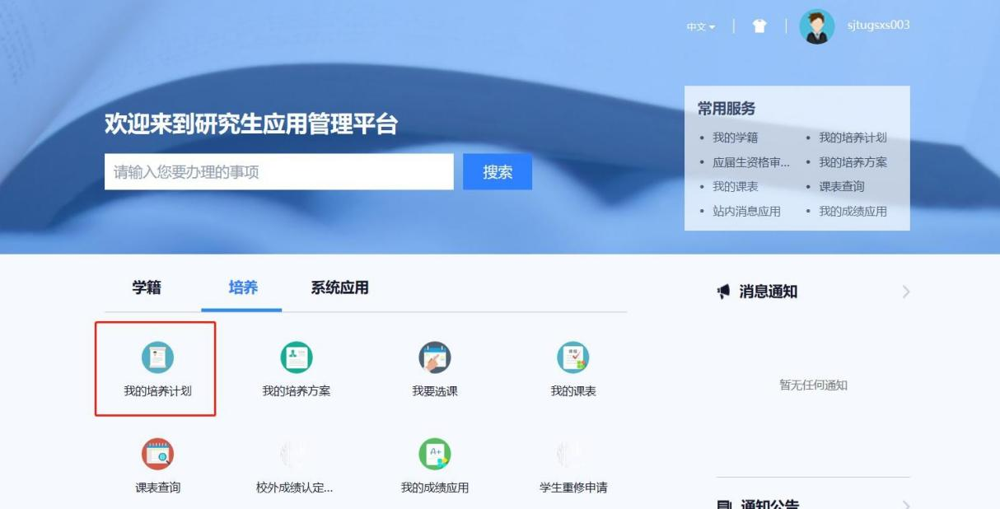 中文
sjtugsxs003
欢迎来到研究生应用管理平台
请输入您要办理的事项
搜索
常用服务
• 我的学籍
• 我的培养计划
• 应届生资格审...
• 我的培养方案
• 我的课表
• 课表查询
• 站内消息应用
• 我的成绩应用
学籍
培养
系统应用
我的培养计划
我的培养方案
我要选课
我的课表
课表查询
校外成绩认定...
A+
我的成绩应用
学生重修申请
消息通知
暂无任何通知
通知公告